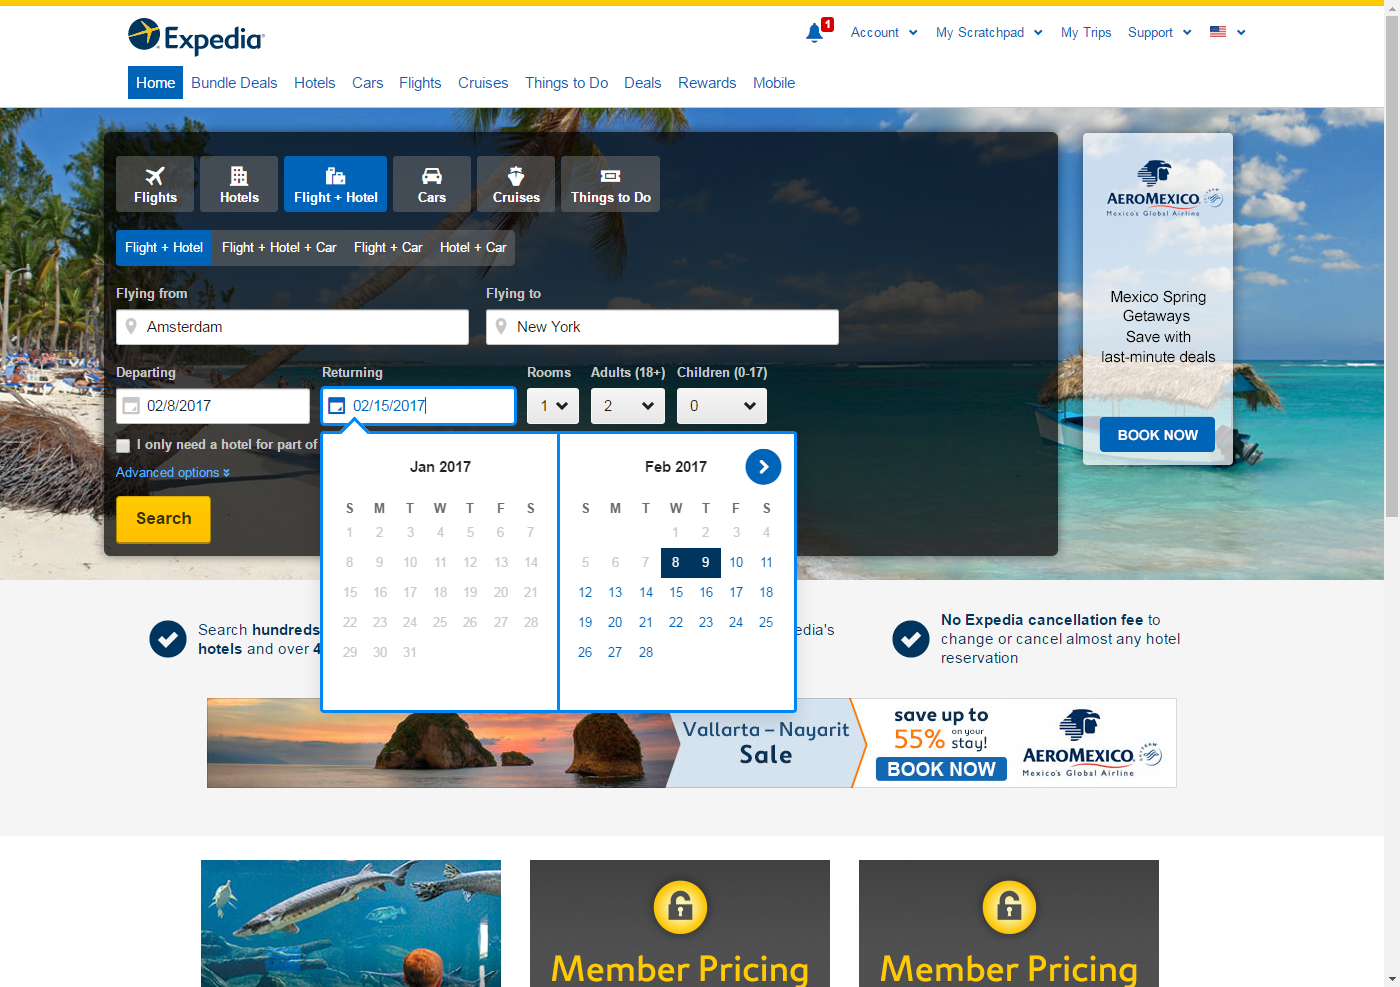 Expedia
1
Account
My Scratchpad
My Trips
Support
Home
Bundle Deals
Hotels
Cars
Flights
Cruises
Things to Do
Deals
Rewards
Mobile
Flights
Hotels
Flight + Hotel
Cars
Cruises
Things to Do
Flight + Hotel
Flight + Hotel + Car
Flight + Car
Hotel + Car
Flying from
Flying to
Amsterdam
New York
Departing
Returning
Rooms
Adults (18+)
Children (0-17)
02/8/2017
02/15/2017
1
2
0
I only need a hotel for part of
Advanced options
Search
Jan 2017
S M T W T F S
1 2 3 4 5 6 7
8 9 10 11 12 13 14
15 16 17 18 19 20 21
22 23 24 25 26 27 28
29 30 31
Feb 2017
S M T W T F S
1 2 3 4
5 6 7 8 9 10 11
12 13 14 15 16 17 18
19 20 21 22 23 24 25
26 27 28
AEROMEXICO
Mexico's Global Airline
Mexico Spring
Getaways
Save with
last-minute deals
BOOK NOW
Search hundreds
hotels and over 4
edia's
No Expedia cancellation fee to
change or cancel almost any hotel
reservation
Vallarta – Nayarit
Sale
save up to
55% on your
stay!
BOOK NOW
AEROMEXICO
Mexico's Global Airline
Member Pricing
Member Pricing